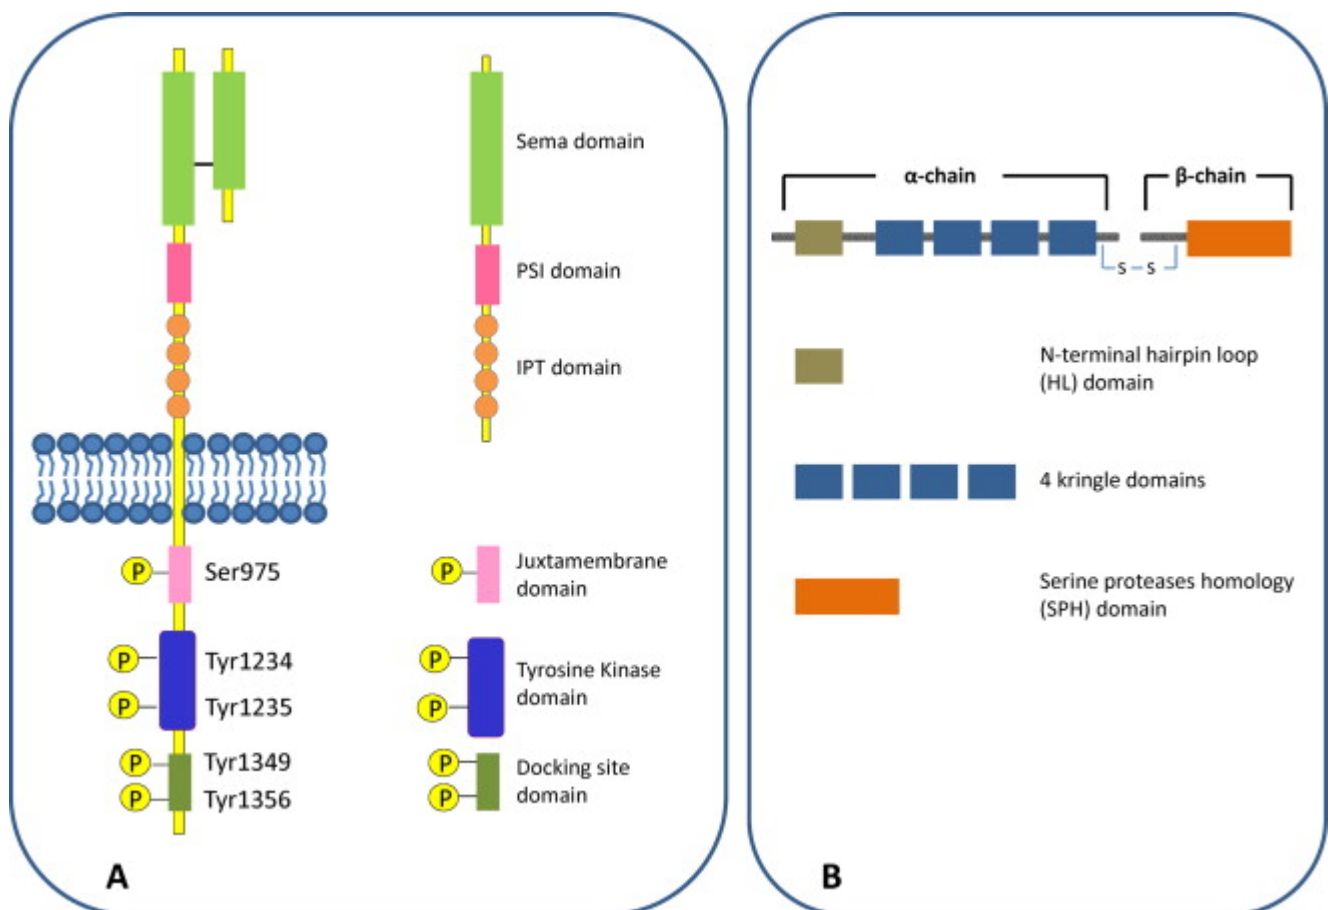 Sema domain
PSI domain
IPT domain
P
Ser975
P
Juxtamembrane
domain
P
Tyr1234
P
Tyr1235
P
P
Tyrosine Kinase
domain
P
Tyr1349
P
Tyr1356
P
P
Docking site
domain
A
α-chain
β-chain
S
S
N-terminal hairpin loop
(HL) domain
4 kringle domains
Serine proteases homology
(SPH) domain
B